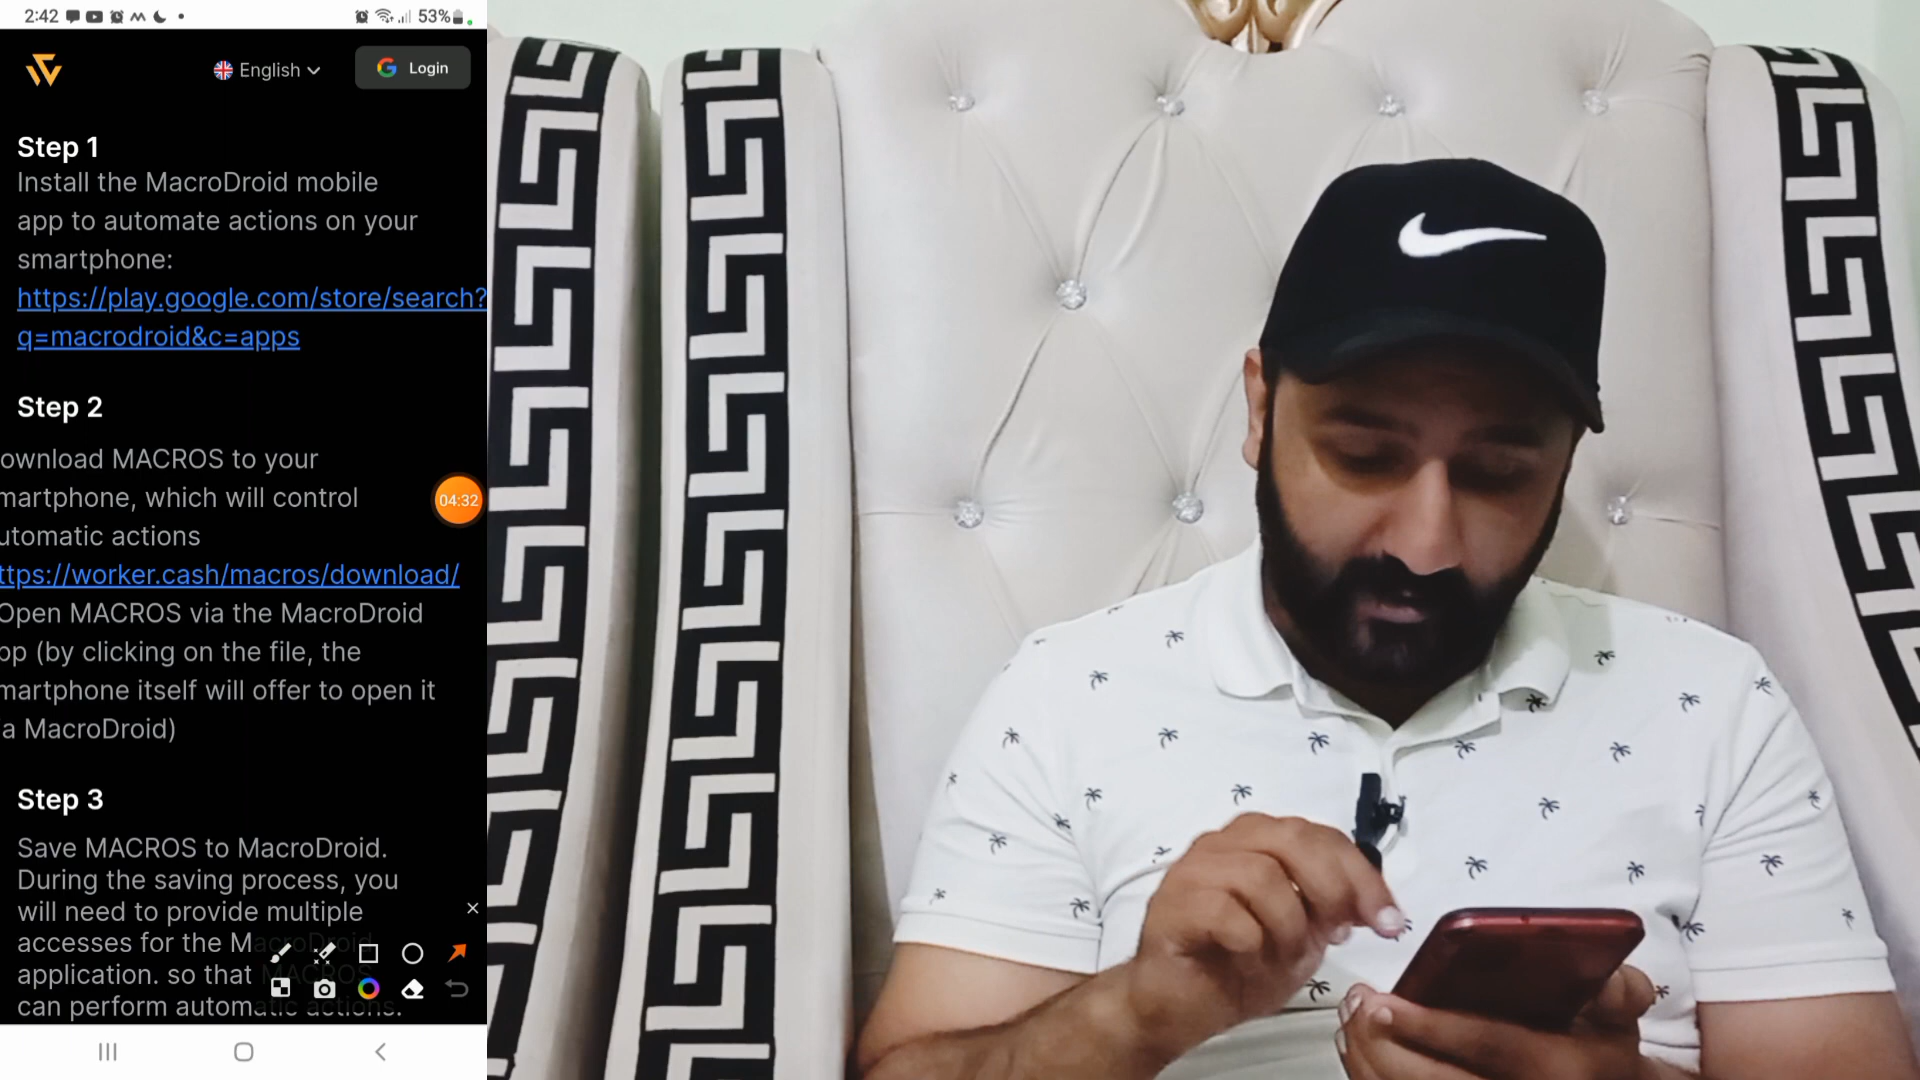 2:42
53%
English
Login
Step 1
Install the MacroDroid mobile
app to automate actions on your
smartphone:
https://play.google.com/store/search?
q=macrodroid&c=apps
Step 2
ownload MACROS to your
martphone, which will control
utomatic actions
ttps://worker.cash/macros/download/
Open MACROS via the MacroDroid
pp (by clicking on the file, the
martphone itself will offer to open it
a MacroDroid)
04:32
Step 3
Save MACROS to MacroDroid.
During the saving process, you
will need to provide multiple
accesses for the MacroDroid
application. so that MACROS
can perform automatic actions.